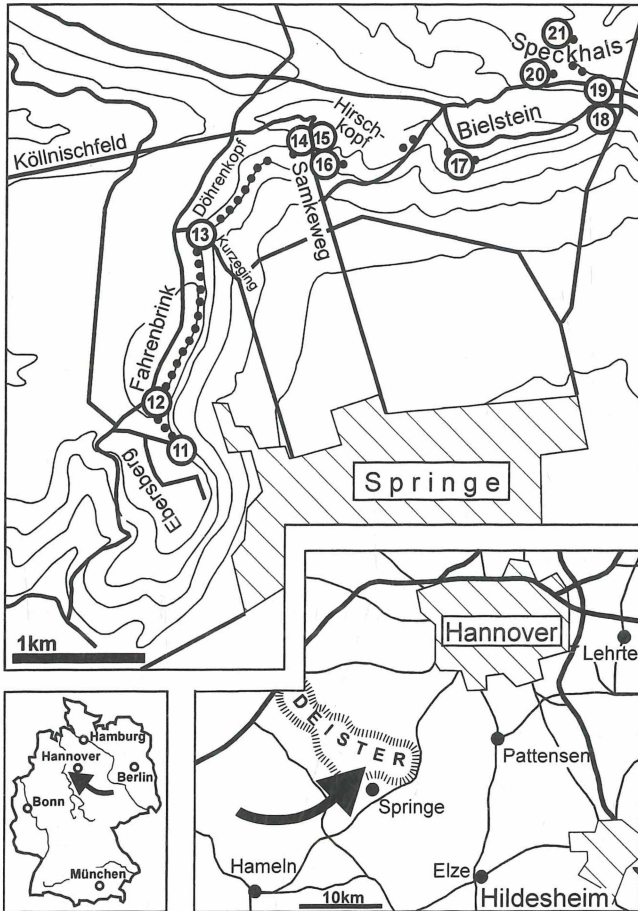 21
Speckhals
20
19
Hirsch-
kopf
Bielstein
18
14
15
Köllnischfeld
16
17
Döhrenkopf
Samkeweg
13
Kurzeging
Fahrenbrink
12
11
Ebersberg
Springe
1km
Hannover
Lehrte
DEISTER
Pattensen
Springe
Hameln
Elze
Hildesheim
10km
Hamburg
Hannover
Berlin
Bonn
München